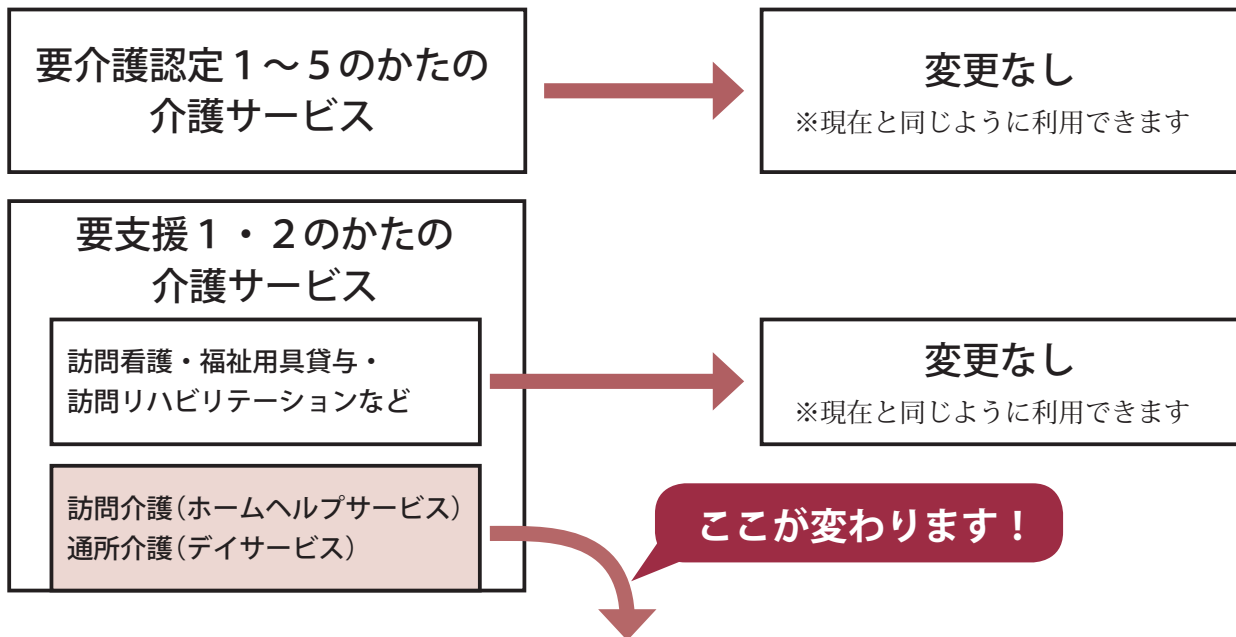 要介護認定１～５のかたの
介護サービス
変更なし
※現在と同じように利用できます
要支援１・２のかたの
介護サービス
訪問看護・福祉用具貸与・
訪問リハビリテーションなど
変更なし
※現在と同じように利用できます
訪問介護（ホームヘルプサービス）
通所介護（デイサービス）
ここが変わります！